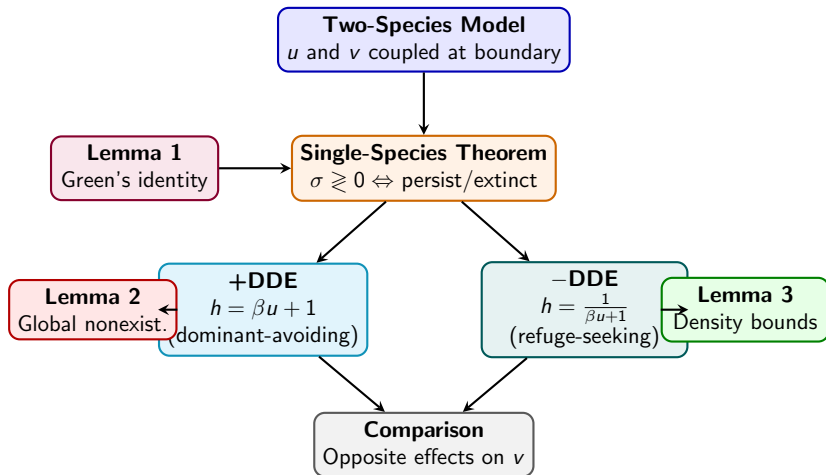 Two-Species Model
u and v coupled at boundary
Lemma 1
Green's identity
Single-Species Theorem
σ ≷ 0 ⇔ persist/extinct
Lemma 2
Global nonexist.
+DDE
h = βu + 1
(dominant-avoiding)
−DDE
h = 1/(βu+1)
(refuge-seeking)
Lemma 3
Density bounds
Comparison
Opposite effects on v